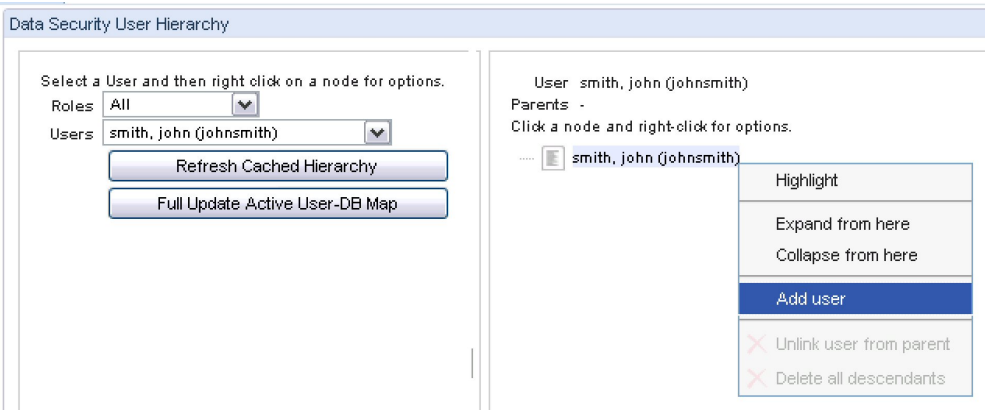 Data Security User Hierarchy
Select a User and then right click on a node for options.
Roles All
Users smith, john (johnsmith)
Refresh Cached Hierarchy
Full Update Active User-DB Map
User smith, john (johnsmith)
Parents -
Click a node and right-click for options.
smith, john (johnsmith)
Highlight
Expand from here
Collapse from here
Add user
Unlink user from parent
Delete all descendants